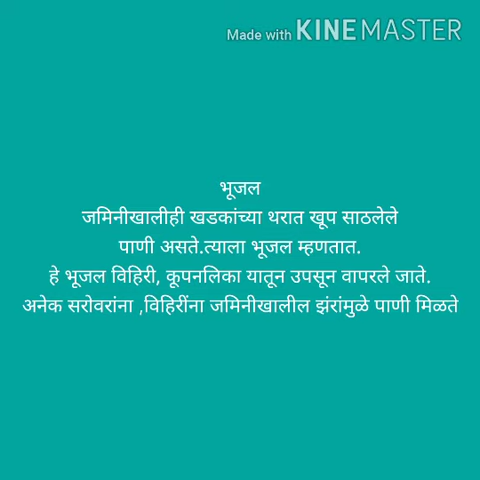 Made with KINEMASTER
भूजल
जमिनीखालीही खडकांच्या थरात खूप साठलेले
पाणी असते.त्याला भूजल म्हणतात.
हे भूजल विहिरी, कूपनलिका यातून उपसून वापरले जाते.
अनेक सरोवरांना ,विहिरींना जमिनीखालील झंरांमुळे पाणी मिळते